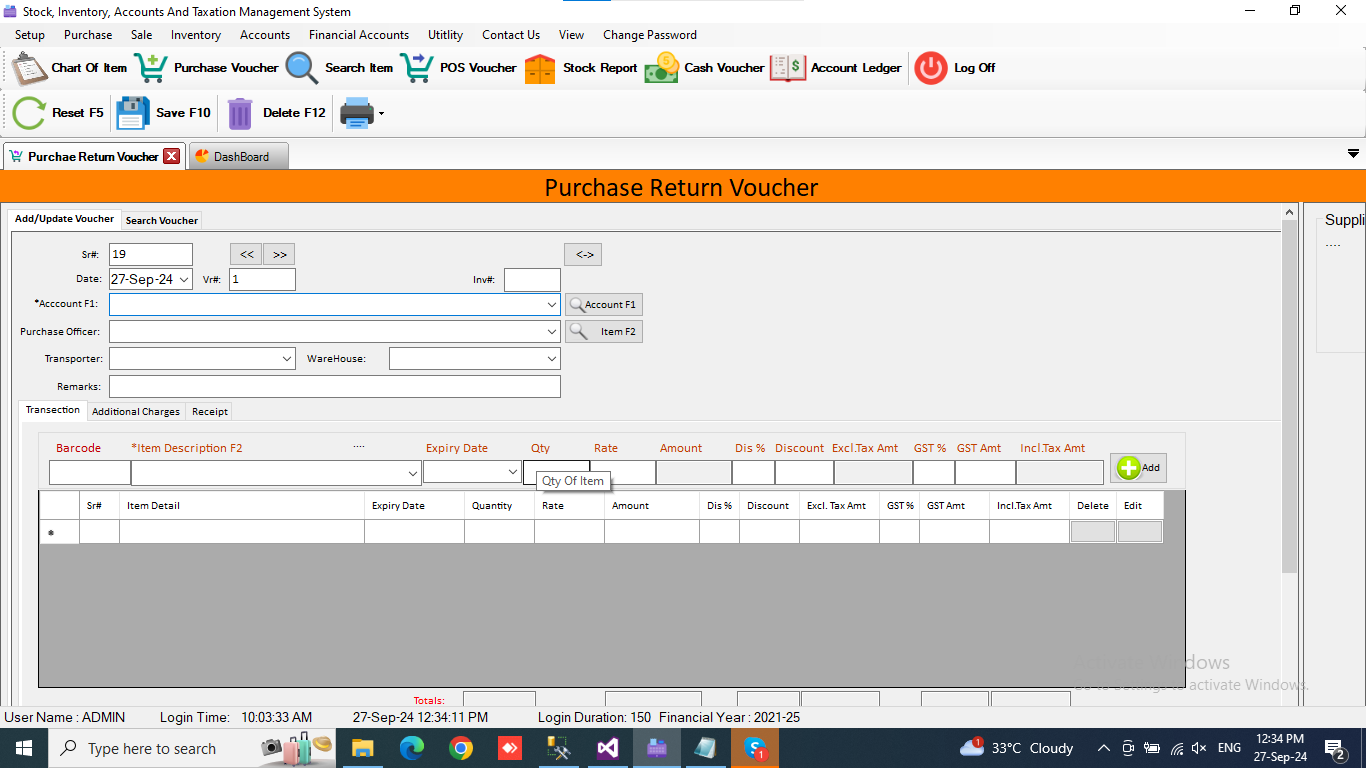 Stock, Inventory, Accounts And Taxation Management System
Setup Purchase Sale Inventory Accounts Financial Accounts Utitlity Contact Us View Change Password
Chart Of Item Purchase Voucher Search Item POS Voucher Stock Report Cash Voucher Account Ledger Log Off
Reset F5 Save F10 Delete F12
Purchae Return Voucher DashBoard
Purchase Return Voucher
Add/Update Voucher Search Voucher
Suppli
....
Sr#: 19 << >> <->
Date: 27-Sep-24 Vr#: 1 Inv#:
*Acccount F1: Account F1
Purchase Officer: Item F2
Transporter: WareHouse:
Remarks:
Transection Additional Charges Receipt
Barcode *Item Description F2 .... Expiry Date Qty Rate Amount Dis % Discount Excl.Tax Amt GST % GST Amt Incl.Tax Amt
Add
Qty Of Item
Sr# Item Detail Expiry Date Quantity Rate Amount Dis % Discount Excl. Tax Amt GST % GST Amt Incl.Tax Amt Delete Edit
Totals:
User Name : ADMIN Login Time: 10:03:33 AM 27-Sep-24 12:34:11 PM Login Duration: 150 Financial Year : 2021-25
Type here to search 33°C Cloudy ENG 12:34 PM
27-Sep-24